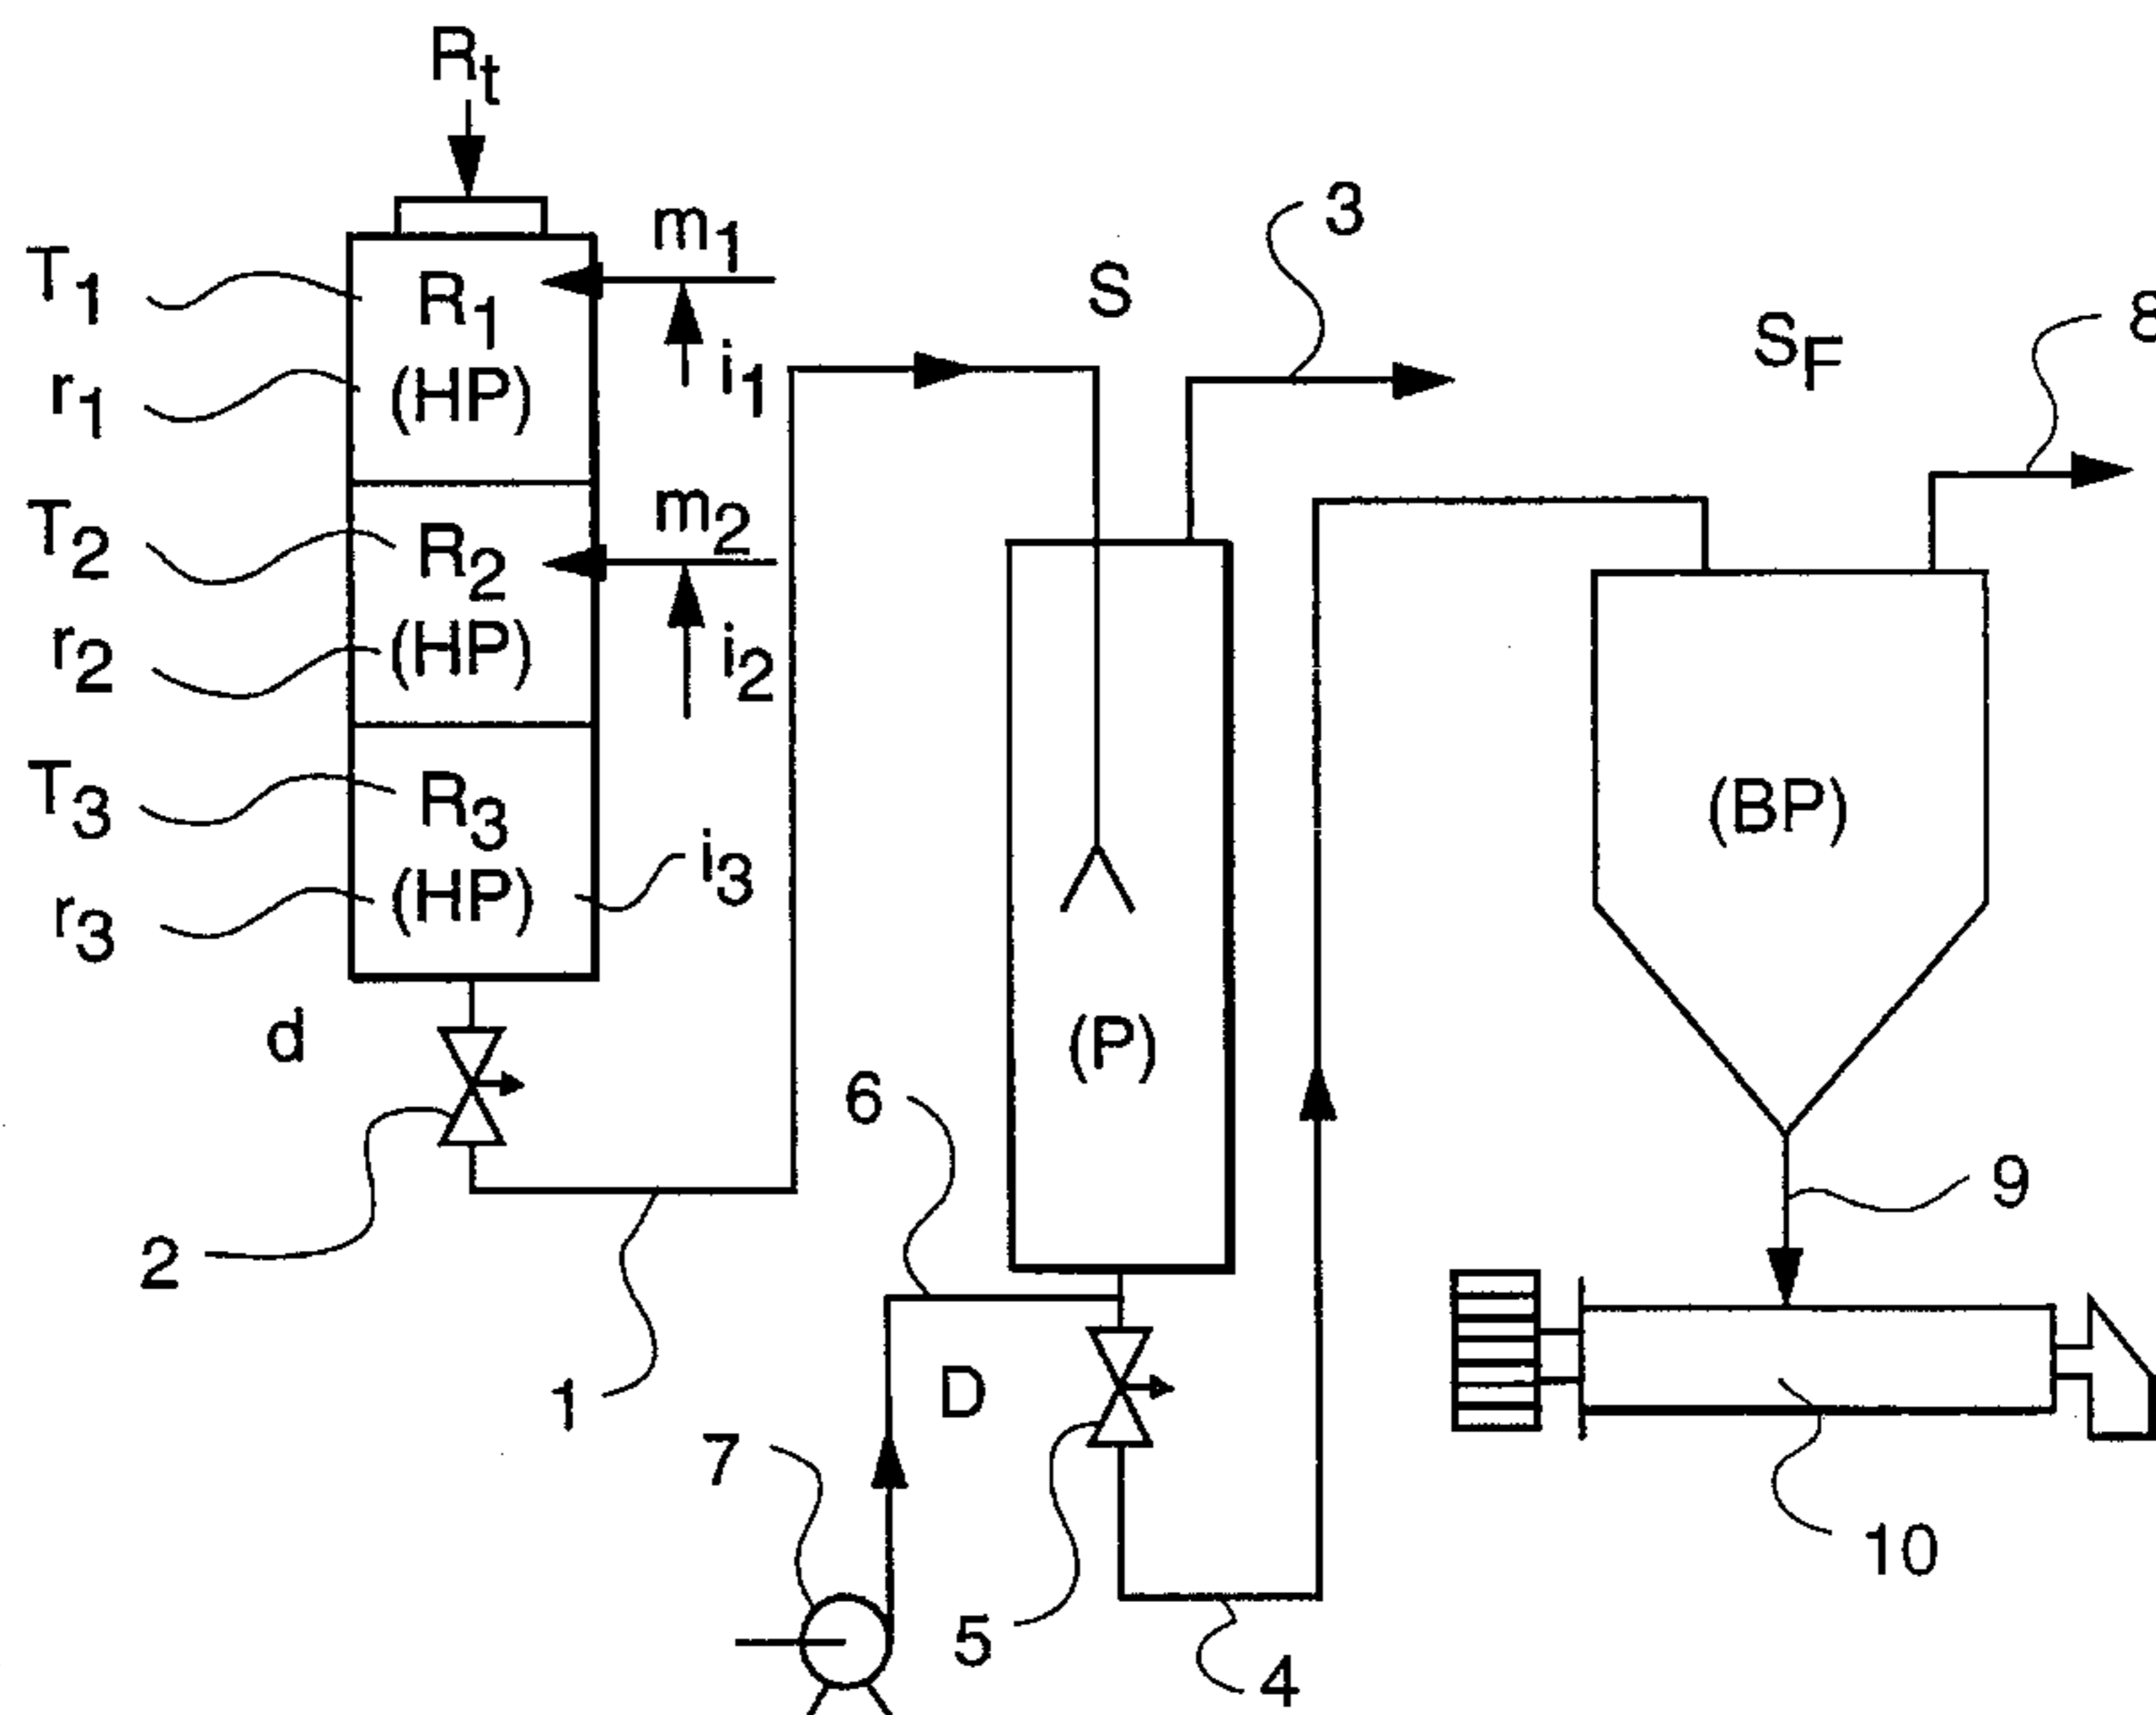 Rt
T1
R1
m1
r1
(HP)
i1
T2
R2
m2
r2
(HP)
i2
T3
R3
i3
r3
(HP)
d
2
1
S
3
(P)
6
D
7
5
4
SF
8
(BP)
9
10